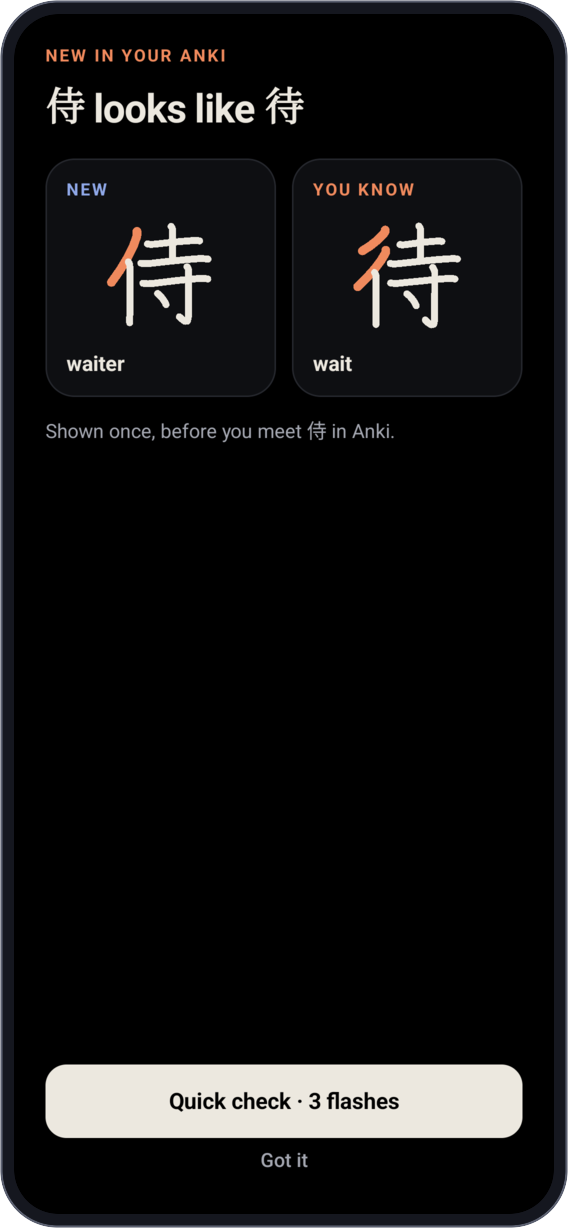 NEW IN YOUR ANKI
侍 looks like 待
NEW
侍
waiter
YOU KNOW
待
wait
Shown once, before you meet 侍 in Anki.
Quick check · 3 flashes
Got it